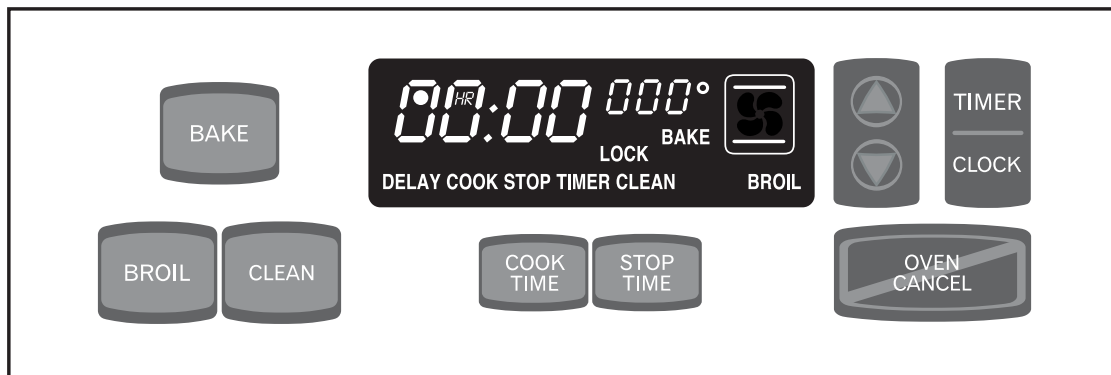 BAKE
BROIL
CLEAN
00:00 HR 000°
BAKE
LOCK
DELAY COOK STOP TIMER CLEAN BROIL
COOK
TIME
STOP
TIME
TIMER
CLOCK
OVEN
CANCEL